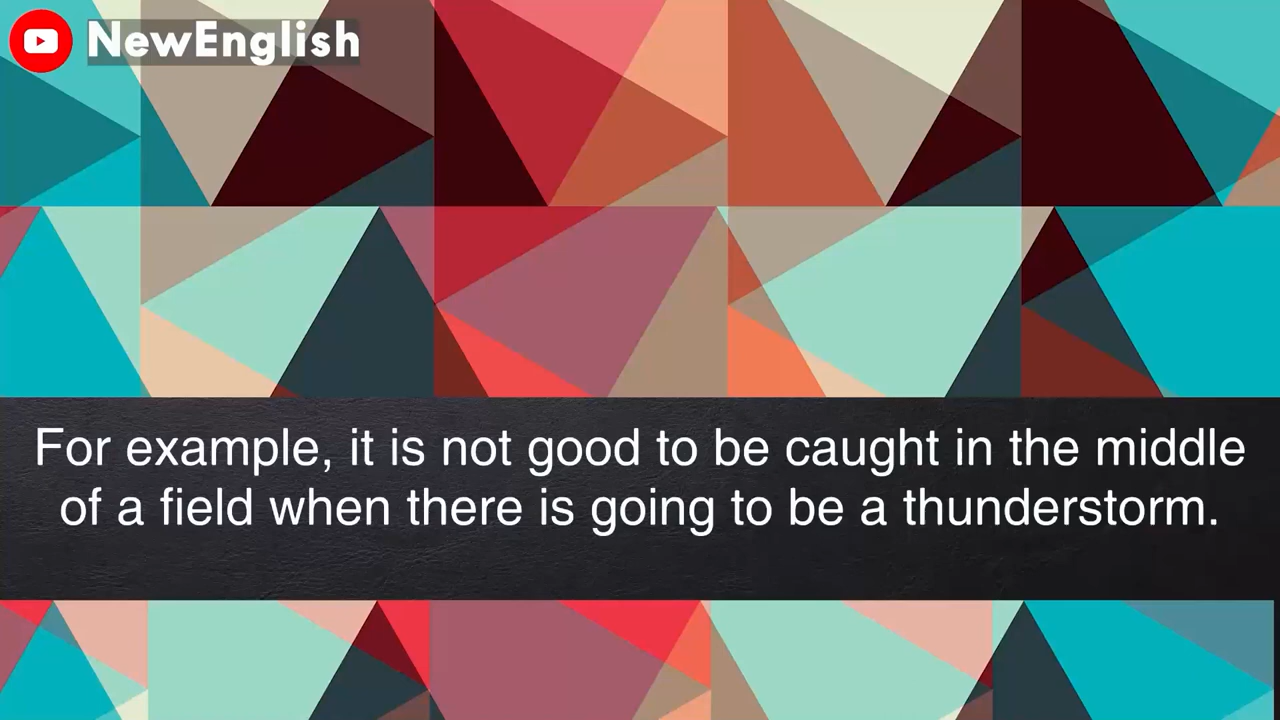 NewEnglish
For example, it is not good to be caught in the middle
of a field when there is going to be a thunderstorm.